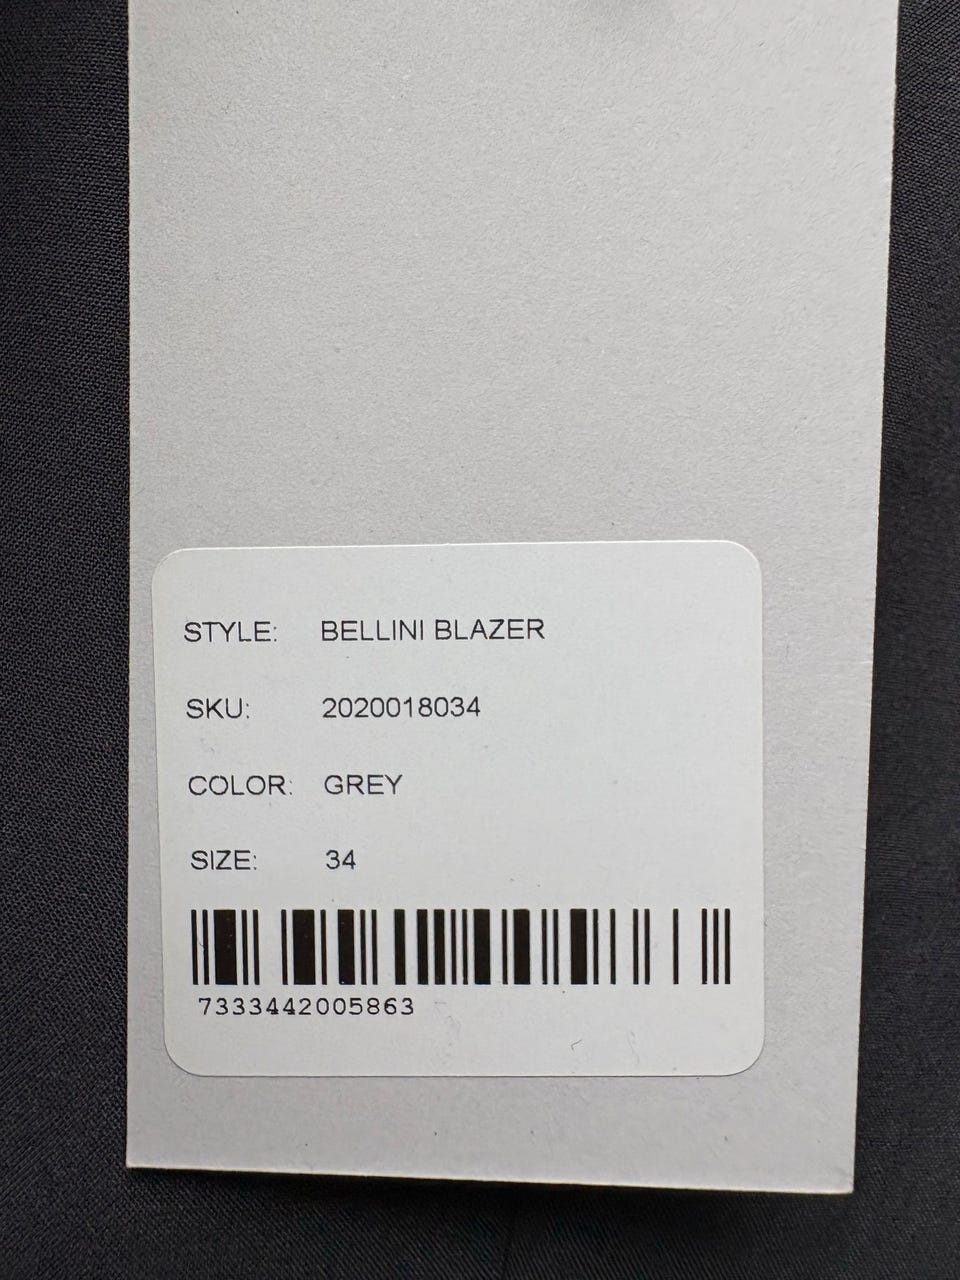 STYLE: BELLINI BLAZER
SKU: 2020018034
COLOR: GREY
SIZE: 34
7333442005863